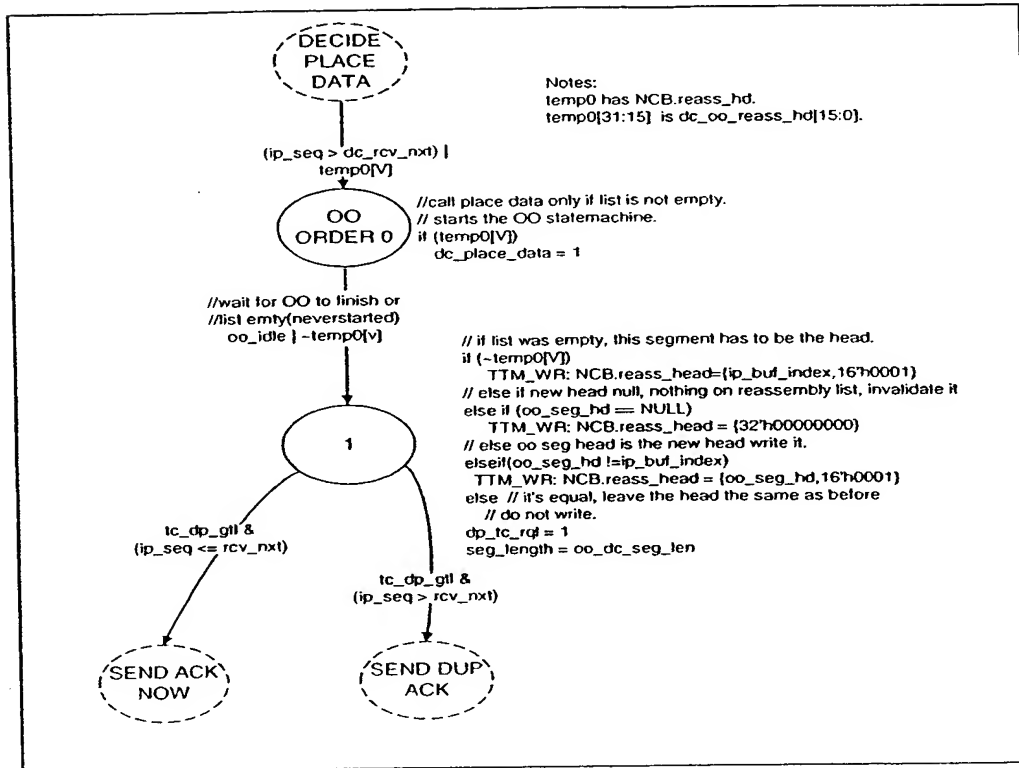 DECIDE
PLACE
DATA
Notes:
temp0 has NCB.reass_hd.
temp0[31:15] is dc_oo_reass_hd[15:0].
(ip_seq > dc_rcv_nxt) |
temp0[V]
OO
ORDER 0
//call place data only if list is not empty.
// starts the OO statemachine.
if (temp0[V])
dc_place_data = 1
//wait for OO to finish or
//list emty(neverstarted)
oo_idle | ~temp0[v]
// if list was empty, this segment has to be the head.
if (~temp0[V])
TTM_WR: NCB.reass_head={ip_buf_index,16'h0001}
// else if new head null, nothing on reassembly list, invalidate it
else if (oo_seg_hd == NULL)
TTM_WR: NCB.reass_head = {32'h00000000}
// else oo seg head is the new head write it.
elseif(oo_seg_hd !=ip_buf_index)
TTM_WR: NCB.reass_head = {oo_seg_hd,16'h0001}
else // it's equal, leave the head the same as before
// do not write.
dp_tc_rqt = 1
seg_length = oo_dc_seg_len
1
tc_dp_gtl &
(ip_seq <= rcv_nxt)
tc_dp_gtl &
(ip_seq > rcv_nxt)
SEND ACK
NOW
SEND DUP
ACK